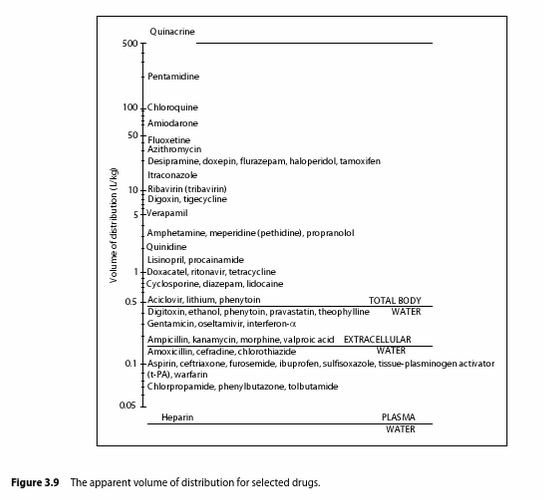 Quinacrine
500
Pentamidine
100 Chloroquine
Amiodarone
50
Fluoxetine
Azithromycin
Desipramine, doxepin, flurazepam, haloperidol, tamoxifen
Itraconazole
10 Ribavirin (tribavirin)
Digoxin, tigecycline
5 Verapamil
Amphetamine, meperidine (pethidine), propranolol
Quinidine
Lisinopril, procainamide
1 Doxacatel, ritonavir, tetracycline
Cyclosporine, diazepam, lidocaine
0.5 Aciclovir, lithium, phenytoin TOTAL BODY
Digitoxin, ethanol, phenytoin, pravastatin, theophylline WATER
Gentamicin, oseltamivir, interferon-α
Ampicillin, kanamycin, morphine, valproic acid EXTRACELLULAR
Amoxicillin, cefradine, chlorothiazide WATER
0.1 Aspirin, ceftriaxone, furosemide, ibuprofen, sulfisoxazole, tissue-plasminogen activator
(t-PA), warfarin
Chlorpropamide, phenylbutazone, tolbutamide
0.05
Heparin PLASMA
WATER
Volume of distribution (L/kg)
Figure 3.9 The apparent volume of distribution for selected drugs.